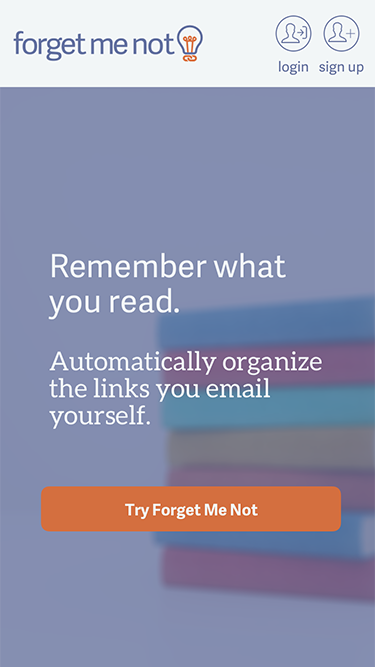 forget me not
login sign up
Remember what
you read.
Automatically organize
the links you email
yourself.
Try Forget Me Not